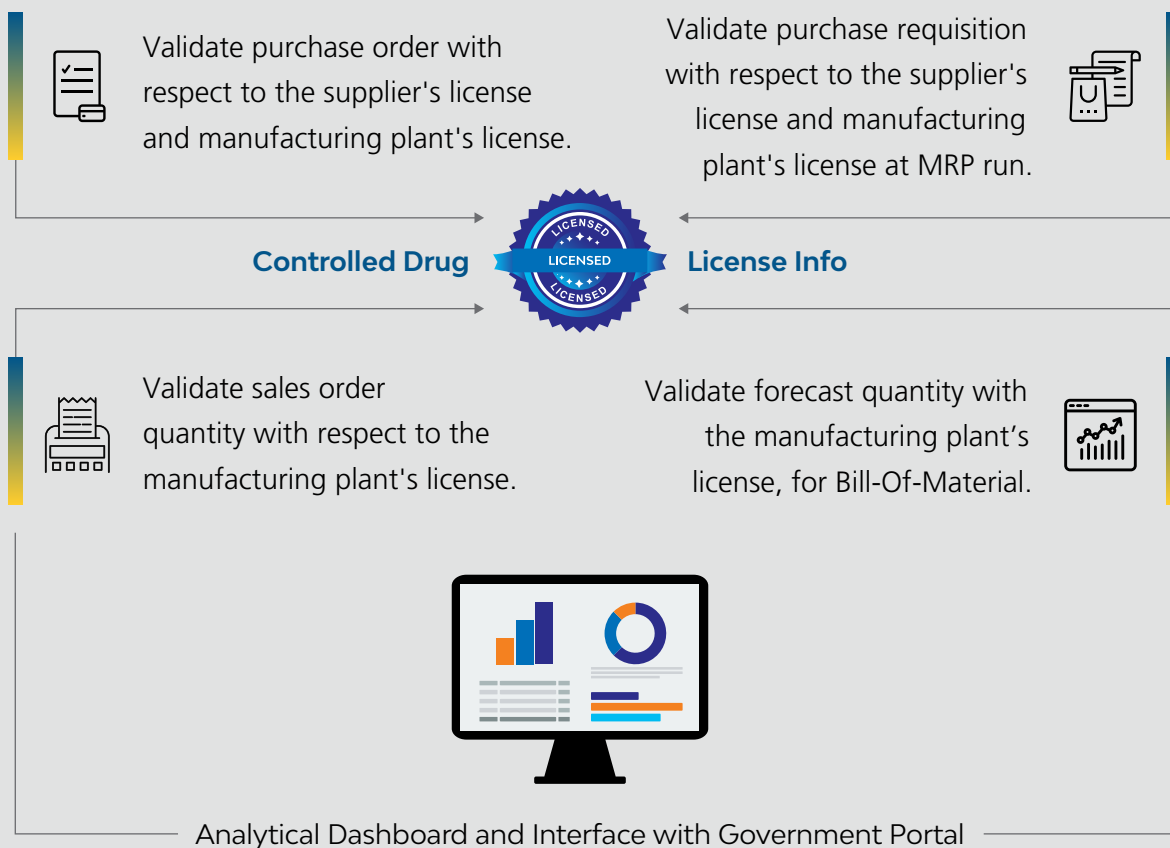 Validate purchase order with
respect to the supplier's license
and manufacturing plant's license.
Validate purchase requisition
with respect to the supplier's
license and manufacturing
plant's license at MRP run.
Controlled Drug
LICENSED
LICENSED
LICENSED
License Info
Validate sales order
quantity with respect to the
manufacturing plant's license.
Validate forecast quantity with
the manufacturing plant’s
license, for Bill-Of-Material.
Analytical Dashboard and Interface with Government Portal